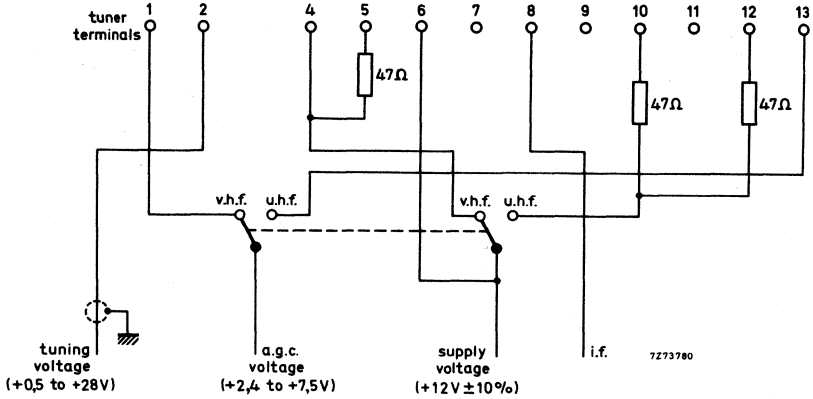 tuner
terminals
1 2 4 5 6 7 8 9 10 11 12 13
47Ω
47Ω
47Ω
v.h.f. u.h.f.
v.h.f. u.h.f.
tuning
voltage
(+0,5 to +28V)
a.g.c.
voltage
(+2,4 to +7,5V)
supply
voltage
(+12V±10%)
i.f.
7Z73780